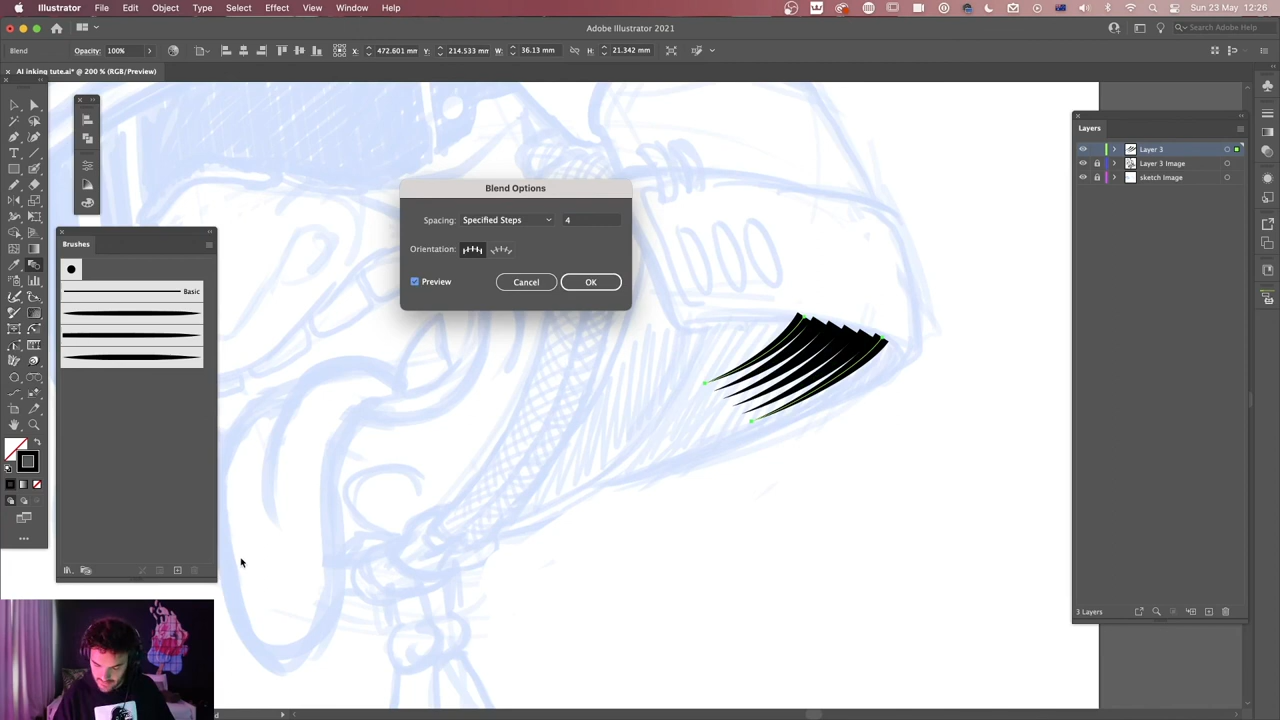 Illustrator File Edit Object Type Select Effect View Window Help
Sun 23 May 12:26
Adobe Illustrator 2021
Search Adobe Help
Blend Opacity: 100% X: 472.601 mm Y: 214.533 mm W: 36.13 mm H: 21.342 mm
AI inking tute.ai* @ 200 % (RGB/Preview)
Layers
Layer 3
Layer 3 Image
sketch Image
Blend Options
Spacing: Specified Steps 4
Orientation:
Preview Cancel OK
Brushes
Basic
3 Layers